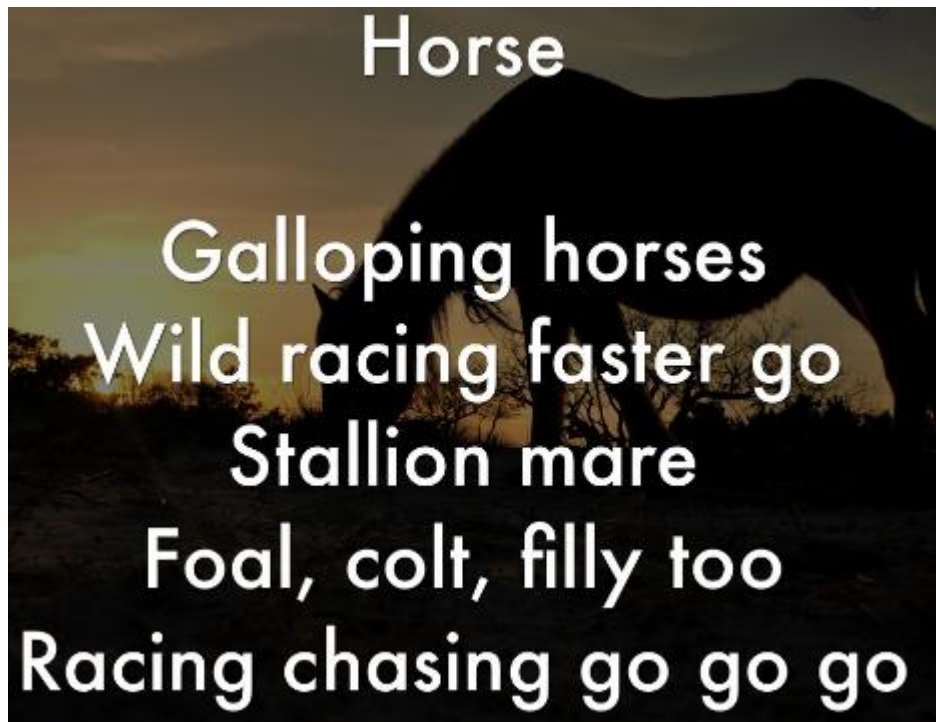 Horse
Galloping horses
Wild racing faster go
Stallion mare
Foal, colt, filly too
Racing chasing go go go